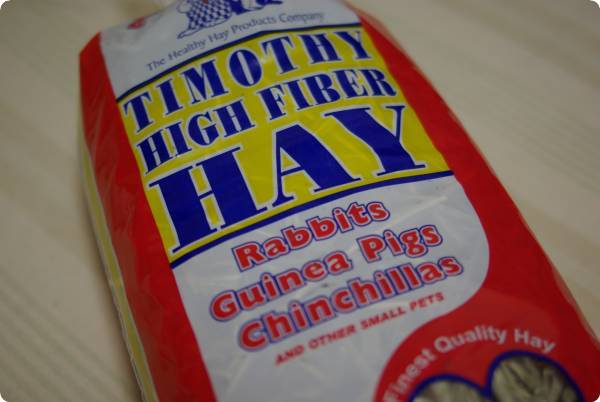 The Healthy Hay Products Company
TIMOTHY
HIGH FIBER
HAY
Rabbits
Guinea Pigs
Chinchillas
AND OTHER SMALL PETS
Finest Quality Hay